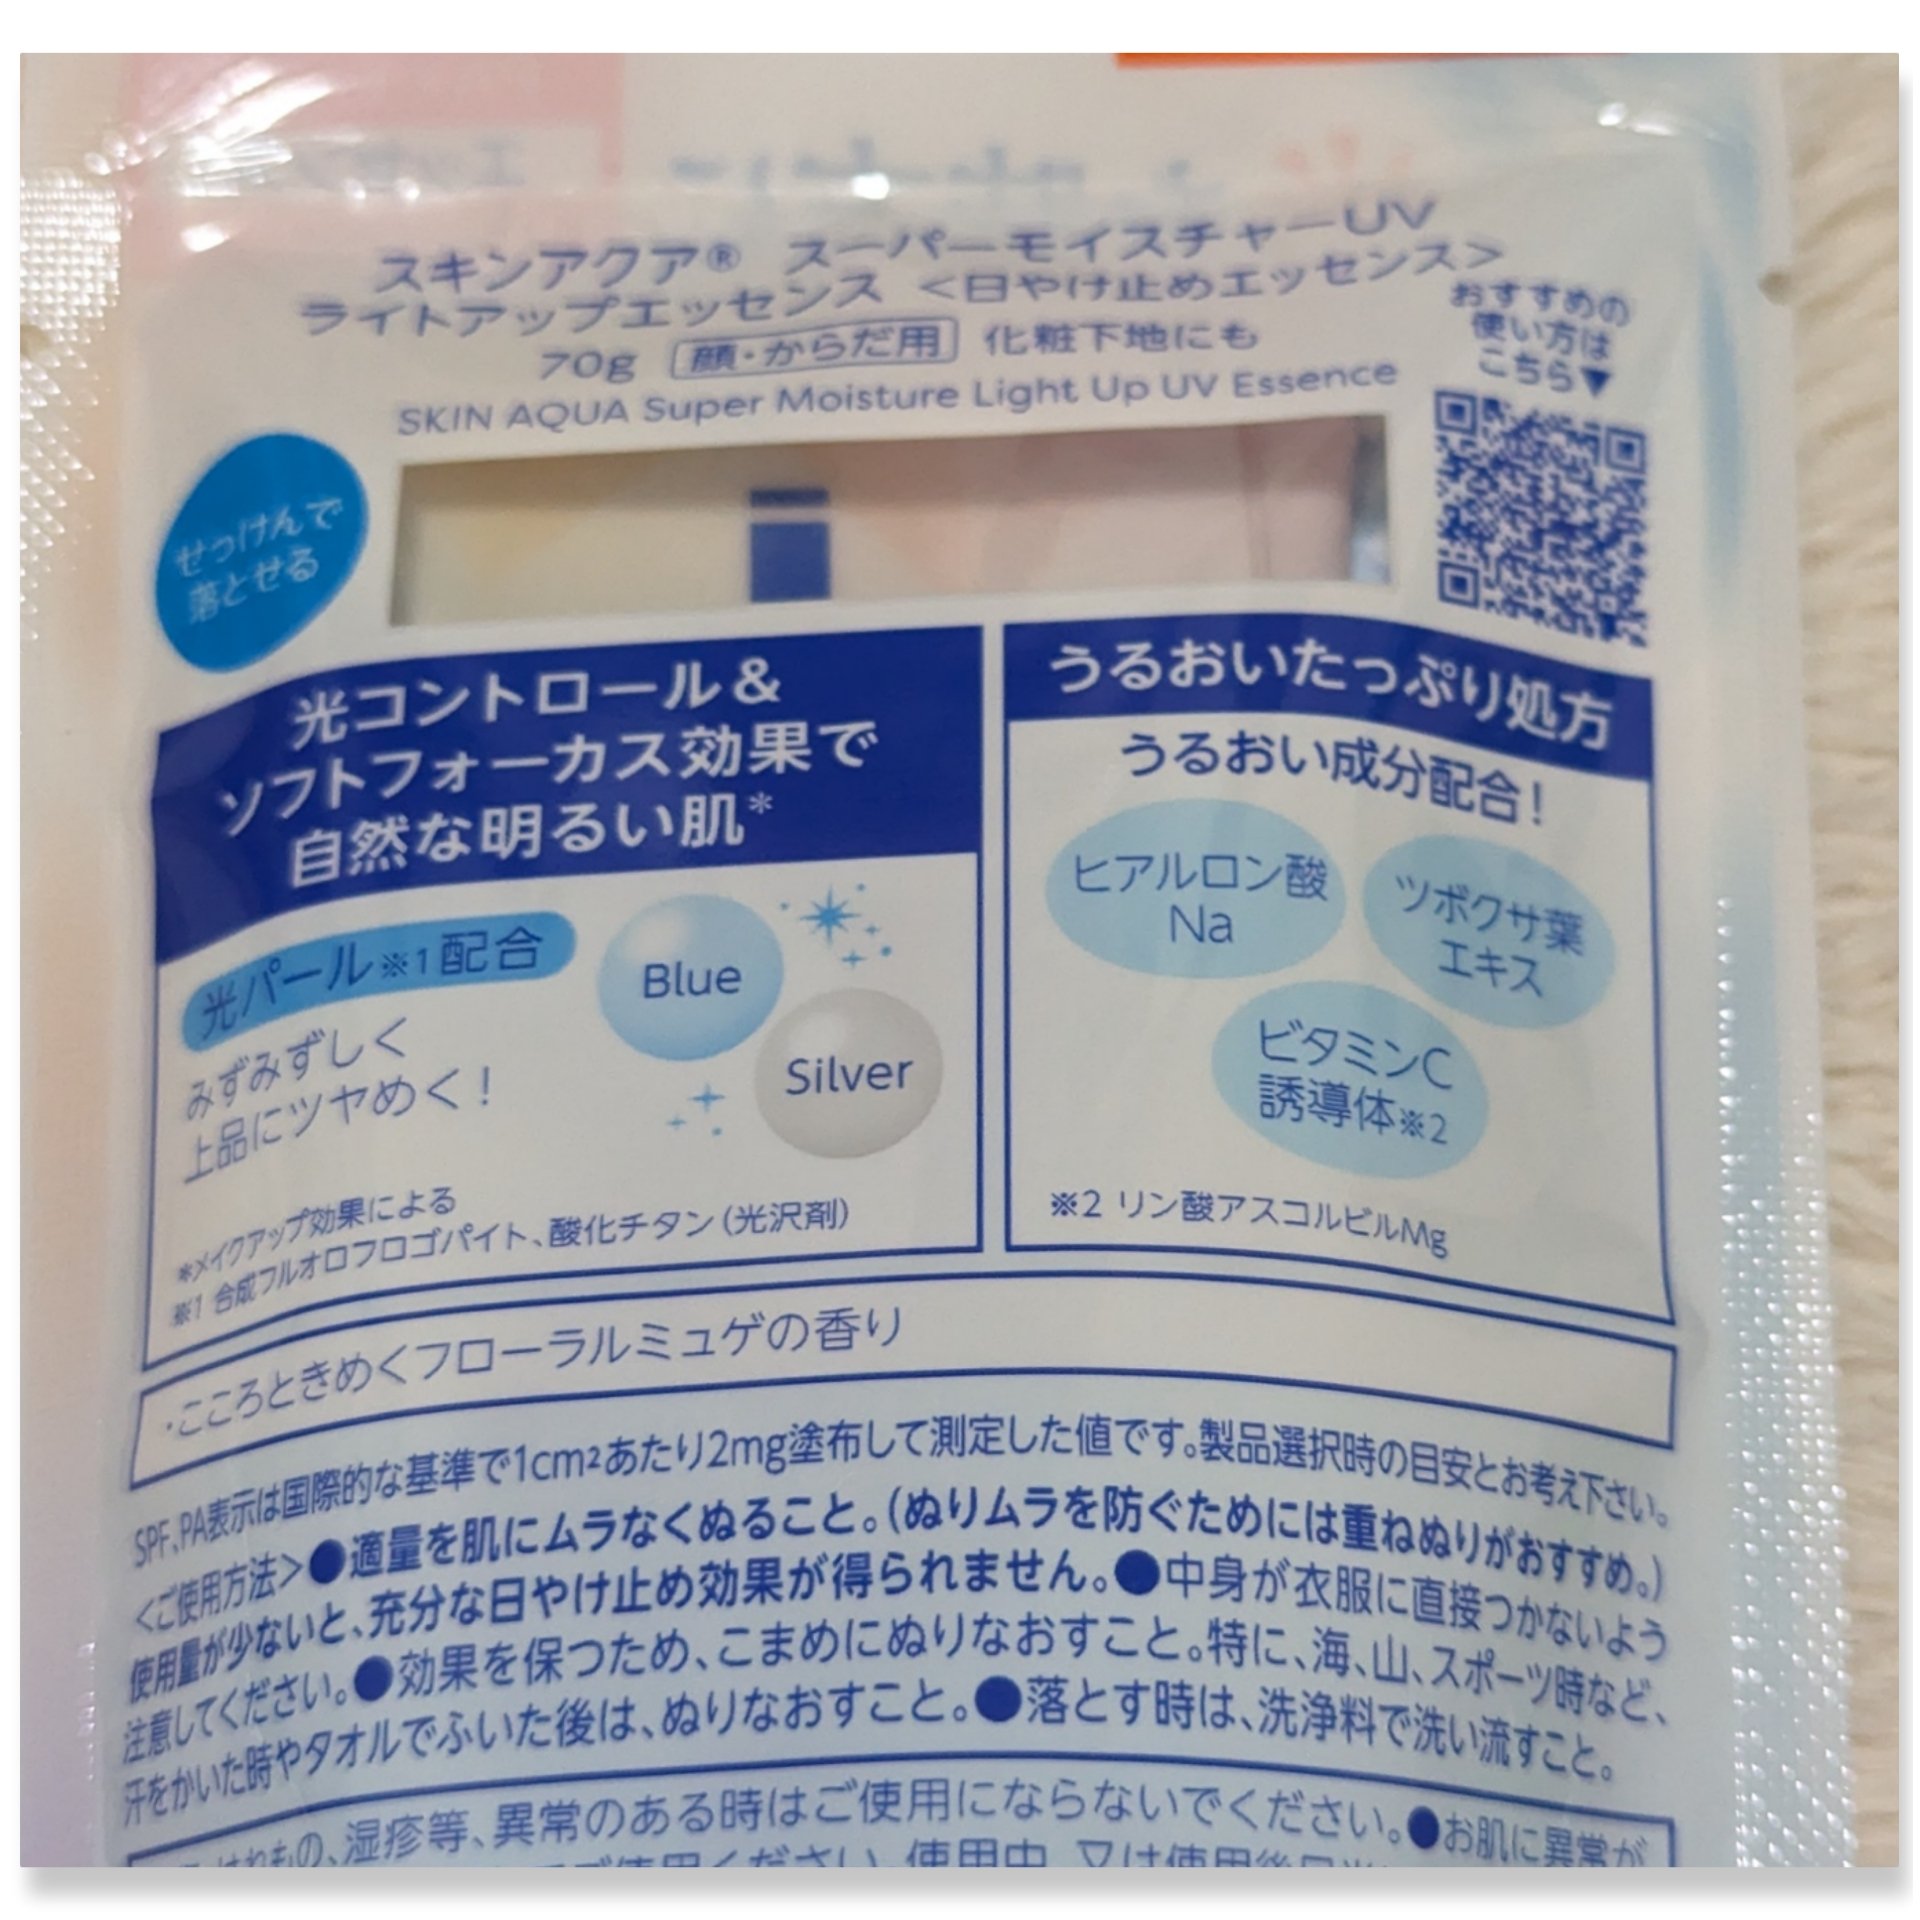 スキンアクア® スーパーモイスチャーUV
ライトアップエッセンス ＜日やけ止めエッセンス＞
70g 顔・からだ用 化粧下地にも
SKIN AQUA Super Moisture Light Up UV Essence
おすすめの
使い方は
こちら▼
せっけんで
落とせる
光コントロール&
ソフトフォーカス効果で
自然な明るい肌*
光パール※1配合
みずみずしく
上品にツヤめく！
Blue
Silver
*メイクアップ効果による
※1 合成フルオロフロゴパイト、酸化チタン（光沢剤）
うるおいたっぷり処方
うるおい成分配合！
ヒアルロン酸
Na
ツボクサ葉
エキス
ビタミンC
誘導体※2
※2 リン酸アスコルビルMg
・こころときめくフローラルミュゲの香り
SPF、PA表示は国際的な基準で1cm²あたり2mg塗布して測定した値です。製品選択時の目安とお考え下さい。
＜ご使用方法＞●適量を肌にムラなくぬること。（ぬりムラを防ぐためには重ねぬりがおすすめ。）
使用量が少ないと、充分な日やけ止め効果が得られません。●中身が衣服に直接つかないよう
注意してください。●効果を保つため、こまめにぬりなおすこと。特に、海、山、スポーツ時など、
汗をかいた時やタオルでふいた後は、ぬりなおすこと。●落とす時は、洗浄料で洗い流すこと。
はれもの、湿疹等、異常のある時はご使用にならないでください。●お肌に異常が
ご使用ください。使用中、又は使用後日光